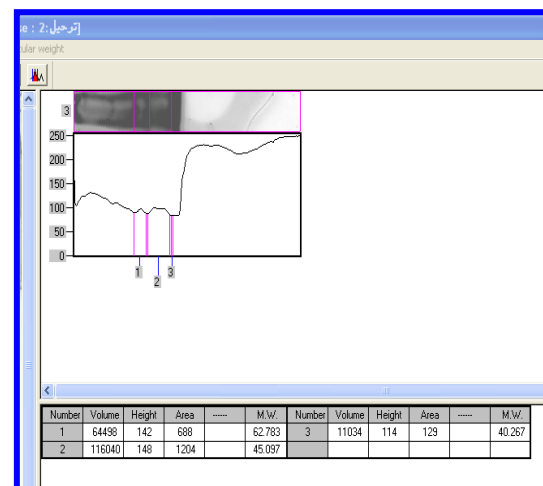 se : 2:ترحيل]
cular weight
3
250
200
150
100
50
0
1
2
3
Number Volume Height Area ------ M.W. Number Volume Height Area ------ M.W.
1 64498 142 688 62.783 3 11034 114 129 40.267
2 116040 148 1204 45.097